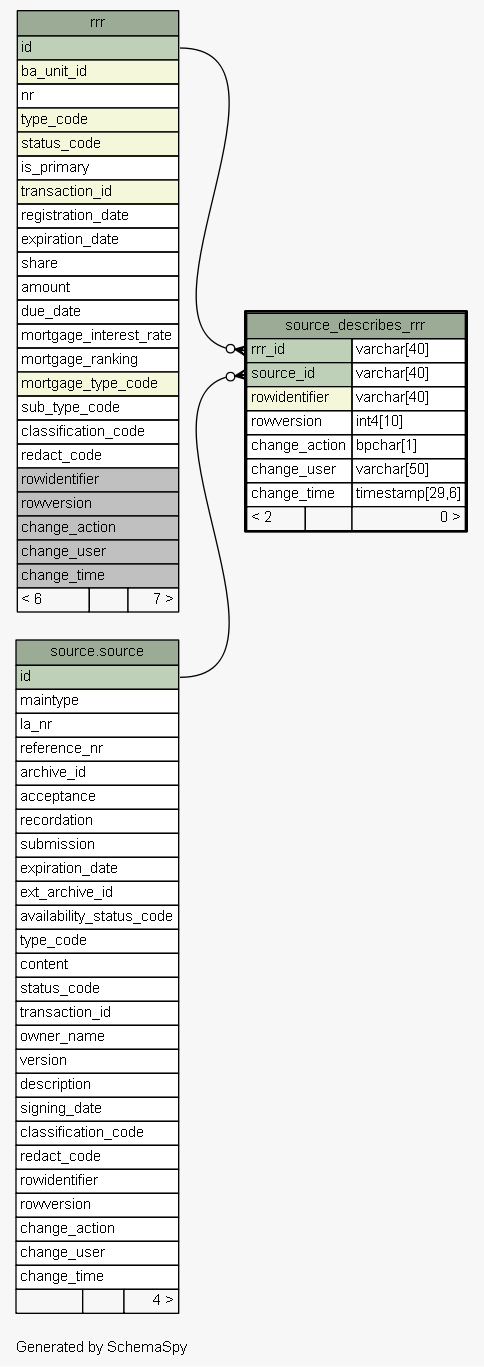 rrr
id
ba_unit_id
nr
type_code
status_code
is_primary
transaction_id
registration_date
expiration_date
share
amount
due_date
mortgage_interest_rate
mortgage_ranking
mortgage_type_code
sub_type_code
classification_code
redact_code
rowidentifier
rowversion
change_action
change_user
change_time
< 6 7 >
source_describes_rrr
rrr_id varchar[40]
source_id varchar[40]
rowidentifier varchar[40]
rowversion int4[10]
change_action bpchar[1]
change_user varchar[50]
change_time timestamp[29,6]
< 2 0 >
source.source
id
maintype
la_nr
reference_nr
archive_id
acceptance
recordation
submission
expiration_date
ext_archive_id
availability_status_code
type_code
content
status_code
transaction_id
owner_name
version
description
signing_date
classification_code
redact_code
rowidentifier
rowversion
change_action
change_user
change_time
4 >
Generated by SchemaSpy